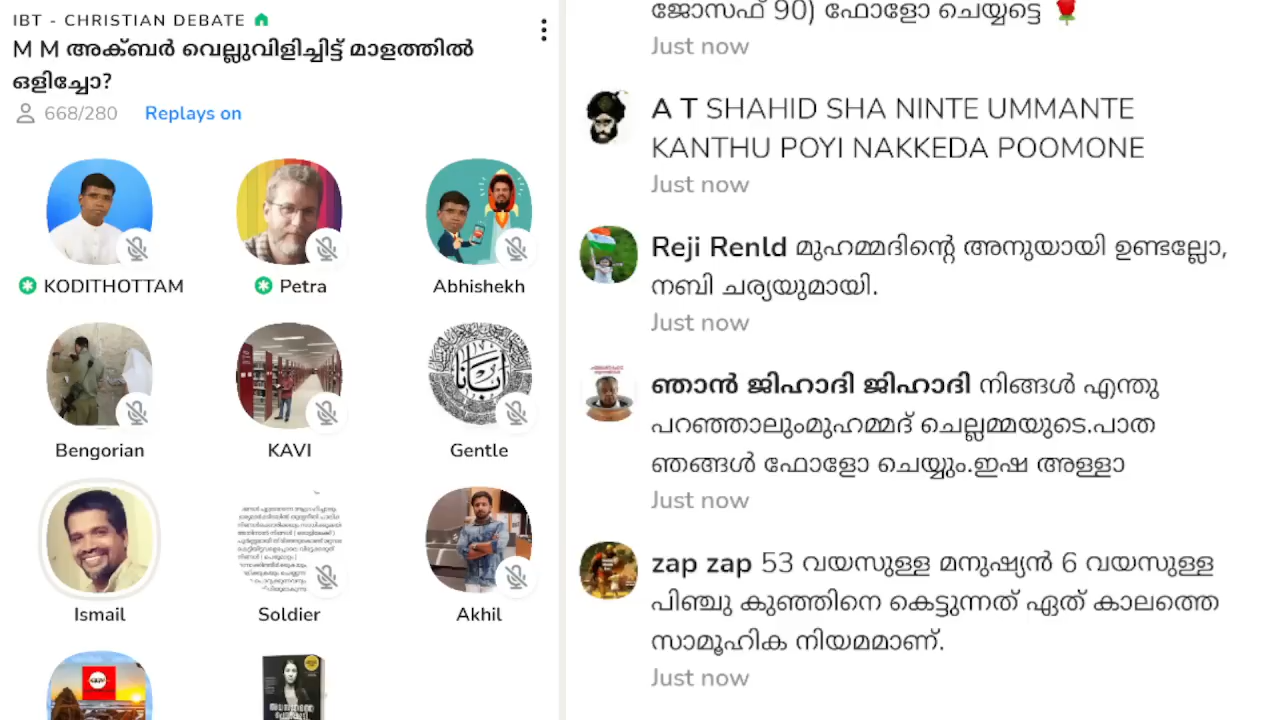 IBT - CHRISTIAN DEBATE
M M അക്ബർ വെല്ലുവിളിച്ചിട്ട് മാളത്തിൽ
ഒളിച്ചോ?
668/280 Replays on
KODITHOTTAM
Petra
Abhishekh
Bengorian
KAVI
Gentle
Ismail
Soldier
Akhil
ജോസഫ് 90) ഫോളോ ചെയ്യട്ടെ
Just now
A T SHAHID SHA NINTE UMMANTE
KANTHU POYI NAKKEDA POOMONE
Just now
Reji Renld മുഹമ്മദിന്റെ അനുയായി ഉണ്ടല്ലോ,
നബി ചര്യയുമായി.
Just now
ഞാൻ ജിഹാദി ജിഹാദി നിങ്ങൾ എന്തു
പറഞ്ഞാലുംമുഹമ്മദ് ചെല്ലമ്മയുടെ.പാത
ഞങ്ങൾ ഫോളോ ചെയ്യും.ഇഷ അള്ളാ
Just now
zap zap 53 വയസുള്ള മനുഷ്യൻ 6 വയസുള്ള
പിഞ്ചു കുഞ്ഞിനെ കെട്ടുന്നത് ഏത് കാലത്തെ
സാമൂഹിക നിയമമാണ്.
Just now